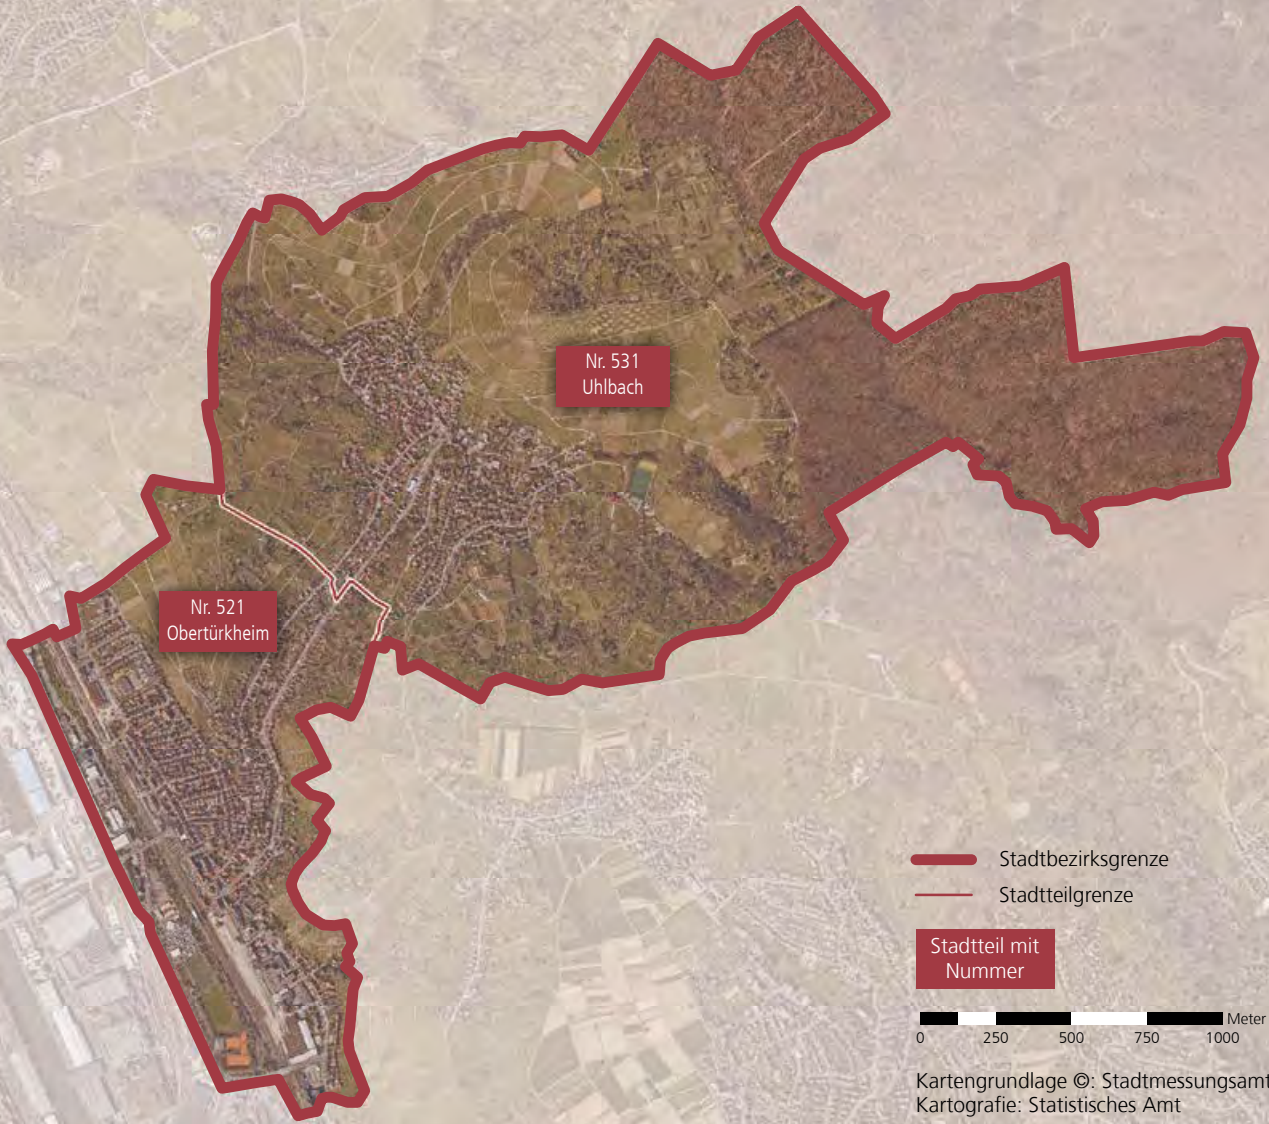 Nr. 531
Uhlbach
Nr. 521
Obertürkheim
Stadtbezirksgrenze
Stadtteilgrenze
Stadtteil mit
Nummer
Meter
0 250 500 750 1000
Kartengrundlage ©: Stadtmessungsamt
Kartografie: Statistisches Amt